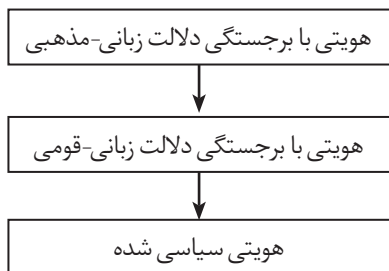 هویتی با برجستگی دلالت زبانی-مذهبی
هویتی با برجستگی دلالت زبانی-قومی
هویتی سیاسی شده